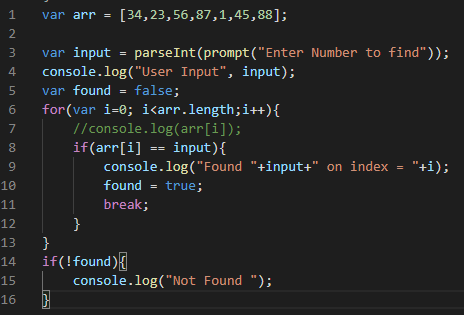 1 var arr = [34,23,56,87,1,45,88];
2
3 var input = parseInt(prompt("Enter Number to find"));
4 console.log("User Input", input);
5 var found = false;
6 for(var i=0; i<arr.length;i++){
7     //console.log(arr[i]);
8     if(arr[i] == input){
9         console.log("Found "+input+" on index = "+i);
10         found = true;
11         break;
12     }
13 }
14 if(!found){
15     console.log("Not Found ");
16 }